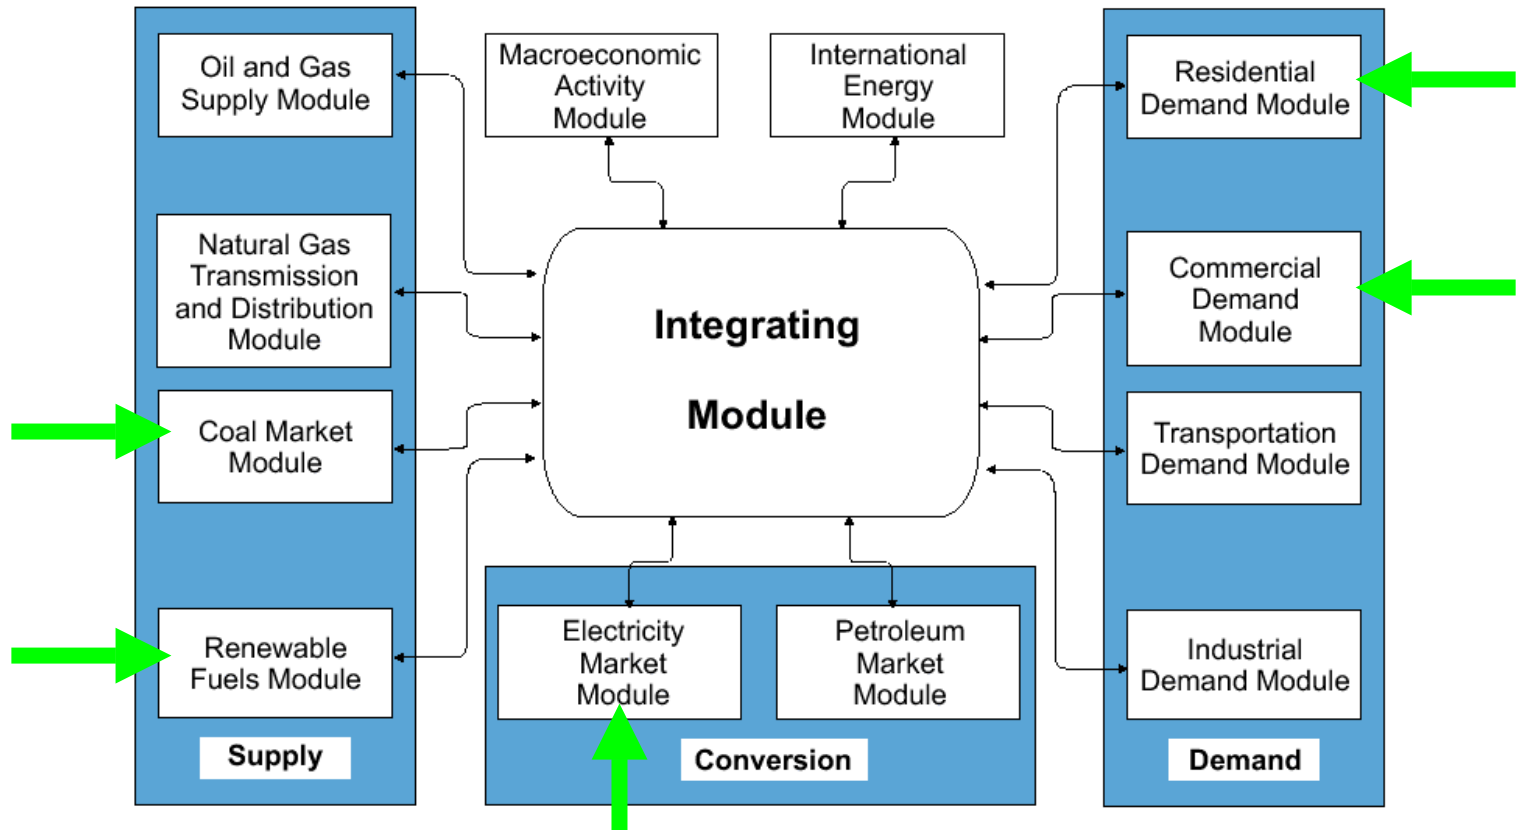 Oil and Gas
Supply Module
Natural Gas
Transmission
and Distribution
Module
Coal Market
Module
Renewable
Fuels Module
Supply
Macroeconomic
Activity
Module
International
Energy
Module
Integrating
Module
Electricity
Market
Module
Petroleum
Market
Module
Conversion
Residential
Demand Module
Commercial
Demand
Module
Transportation
Demand Module
Industrial
Demand Module
Demand